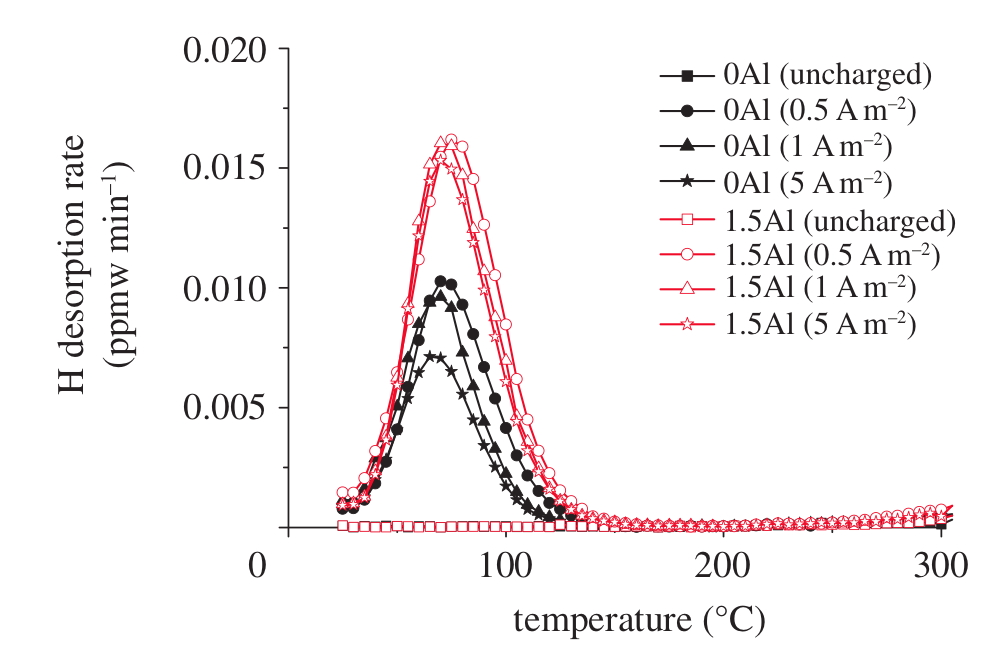 H desorption rate
(ppmw min⁻¹)
0.020
0.015
0.010
0.005
0
100
200
300
temperature (°C)
0Al (uncharged)
0Al (0.5 A m⁻²)
0Al (1 A m⁻²)
0Al (5 A m⁻²)
1.5Al (uncharged)
1.5Al (0.5 A m⁻²)
1.5Al (1 A m⁻²)
1.5Al (5 A m⁻²)